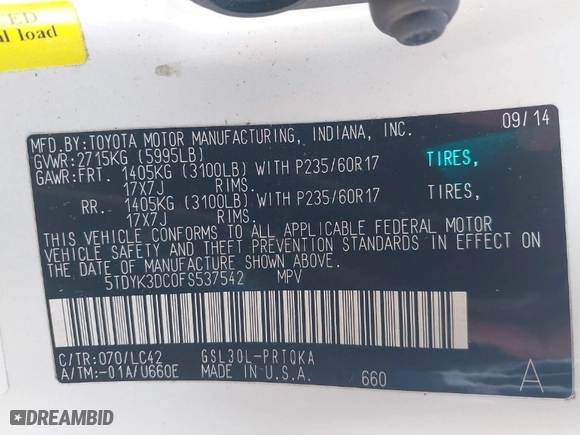 CED
al load
MFD.BY:TOYOTA MOTOR MANUFACTURING, INDIANA, INC. 09/14
GVWR:2715KG (5995LB)
GAWR:FRT. 1405KG (3100LB) WITH P235/60R17 TIRES,
17X7J RIMS.
RR. 1405KG (3100LB) WITH P235/60R17 TIRES,
17X7J RIMS.
THIS VEHICLE CONFORMS TO ALL APPLICABLE FEDERAL MOTOR
VEHICLE SAFETY AND THEFT PREVENTION STANDARDS IN EFFECT ON
THE DATE OF MANUFACTURE SHOWN ABOVE.
5TDYK3DC0FS537542 MPV
C/TR:070/LC42 GSL30L-PRTQKA
A/TM:-01A/U660E MADE IN U.S.A. 660 A
DREAMBID